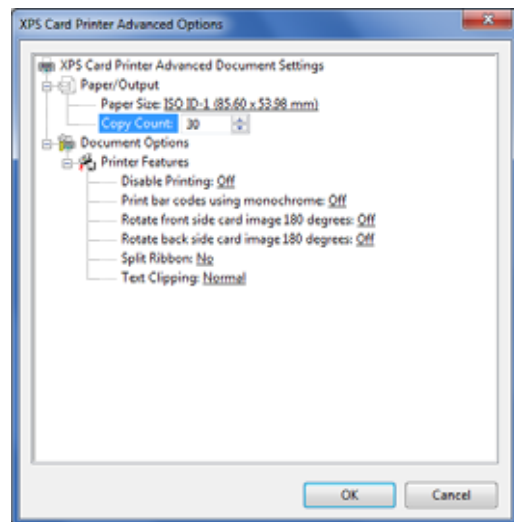 XPS Card Printer Advanced Options
XPS Card Printer Advanced Document Settings
Paper/Output
Paper Size: ISO ID-1 (85.60 x 53.98 mm)
Copy Count: 30
Document Options
Printer Features
Disable Printing: Off
Print bar codes using monochrome: Off
Rotate front side card image 180 degrees: Off
Rotate back side card image 180 degrees: Off
Split Ribbon: No
Text Clipping: Normal
OK Cancel